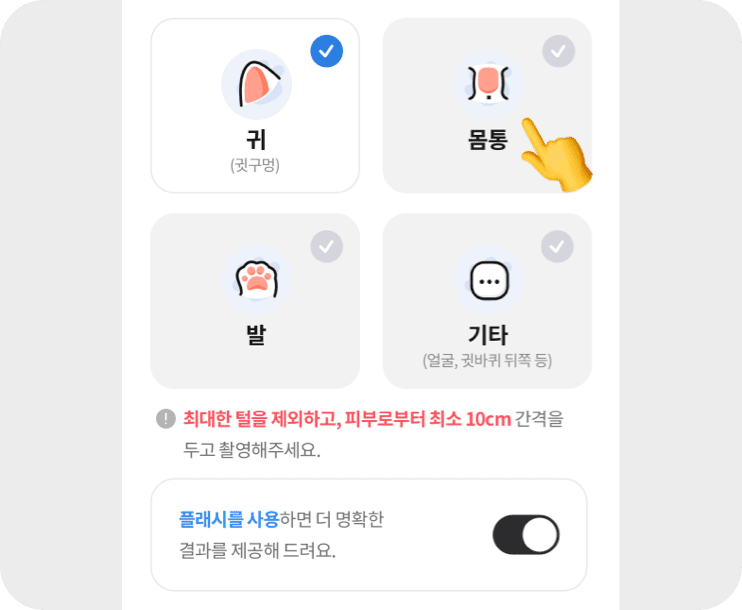 귀
(귓구멍)
몸통
발
기타
(얼굴, 귓바퀴 뒤쪽 등)
최대한 털을 제외하고, 피부로부터 최소 10cm 간격을
두고 촬영해주세요.
플래시를 사용하면 더 명확한
결과를 제공해 드려요.